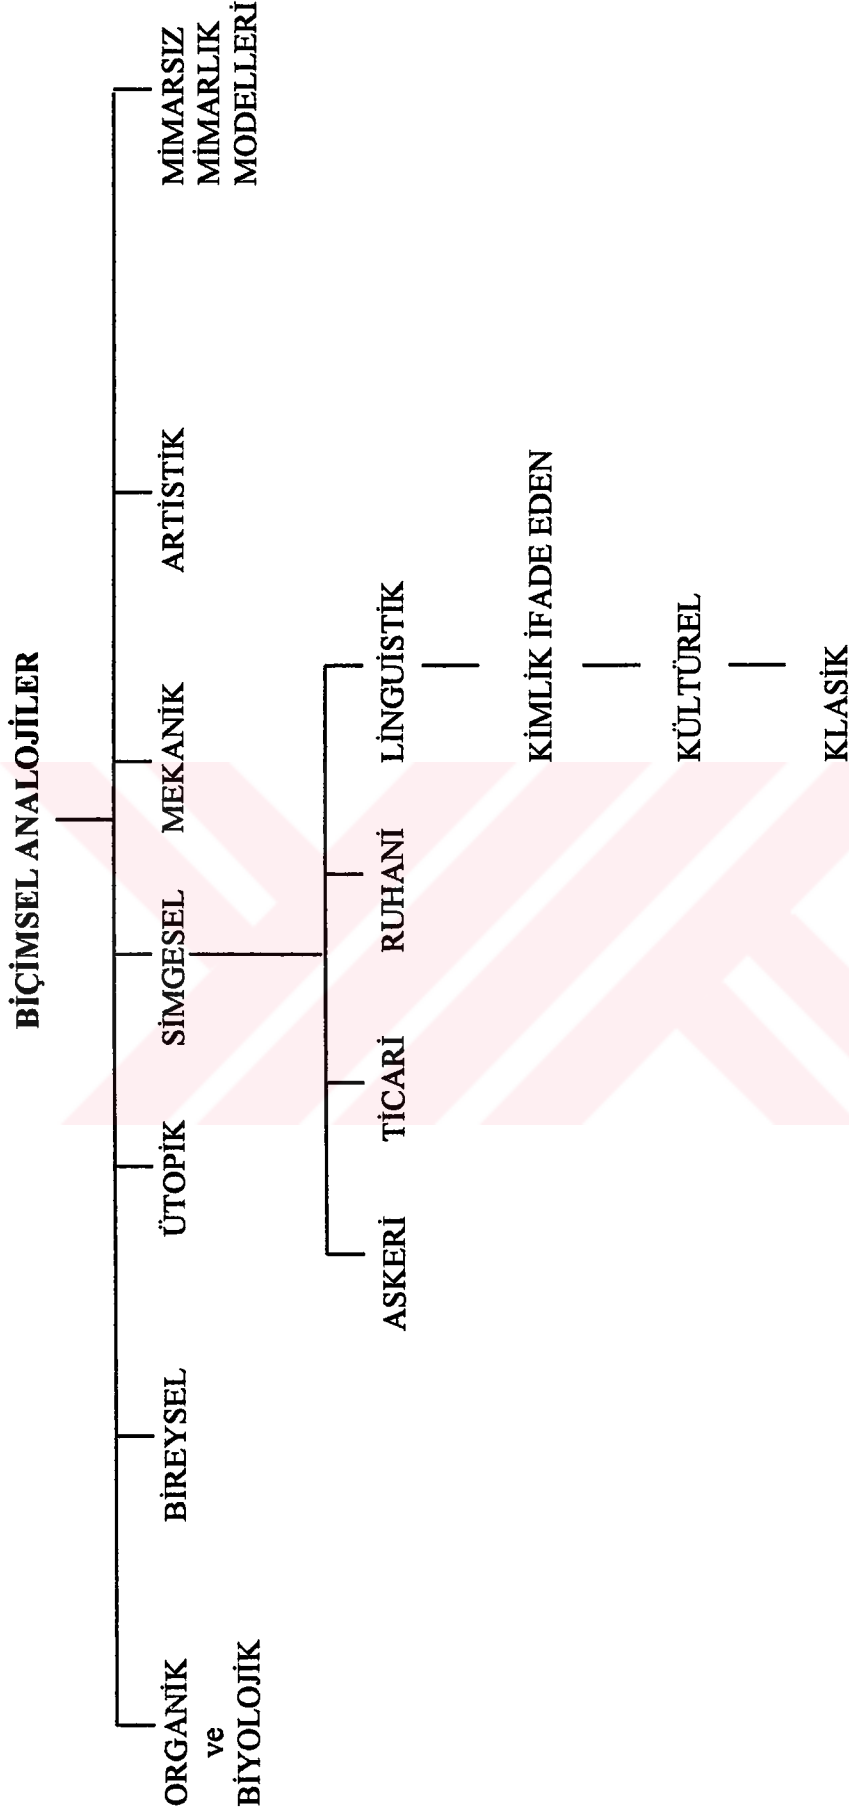 BİÇİMSEL ANALOJİLER
ORGANİK
ve
BİYOLOJİK
BİREYSEL
ÜTOPİK
SİMGESEL
MEKANİK
ARTİSTİK
MİMARSIZ
MİMARLIK
MODELLERİ
ASKERİ
TİCARİ
RUHANİ
LİNGUİSTİK
KİMLİK İFADE EDEN
KÜLTÜREL
KLASİK